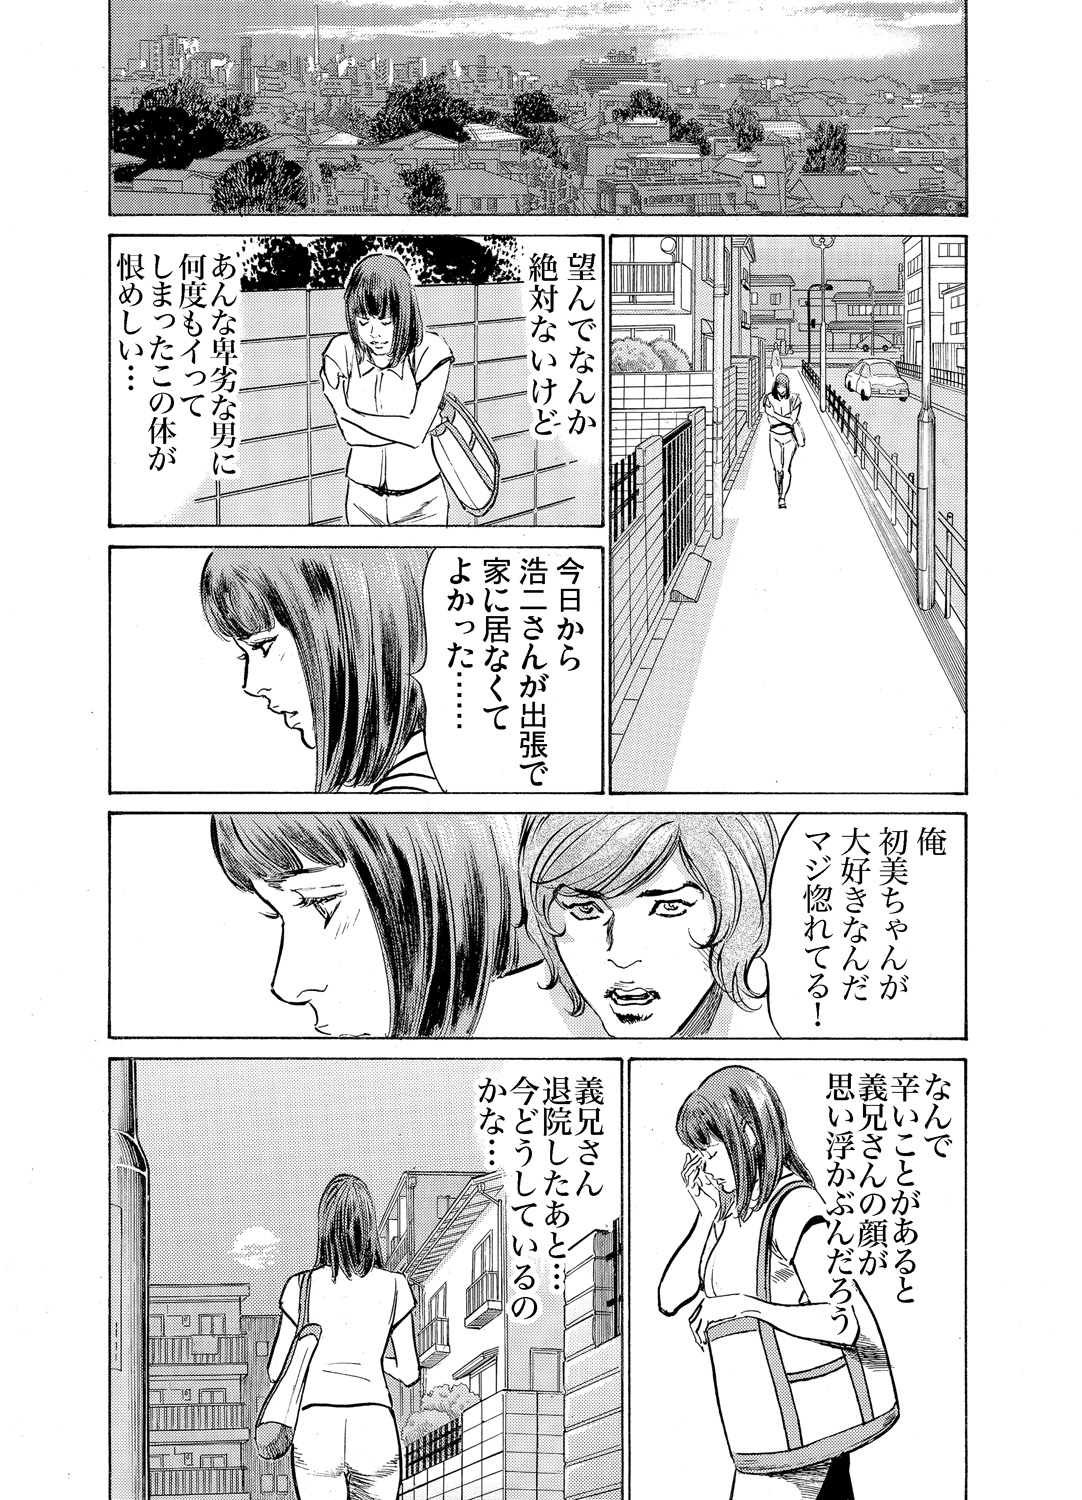 望んでなんか
絶対ないけど
あんな卑劣な男に
何度もイって
しまったこの体が
恨めしい…
今日から
浩二さんが出張で
家に居なくて
よかった……
俺
初美ちゃんが
大好きなんだ
マジ惚れてる!
なんで
辛いことがあると
義兄さんの顔が
思い浮かぶんだろう
義兄さん
退院したあと…
今どうしているの
かな…